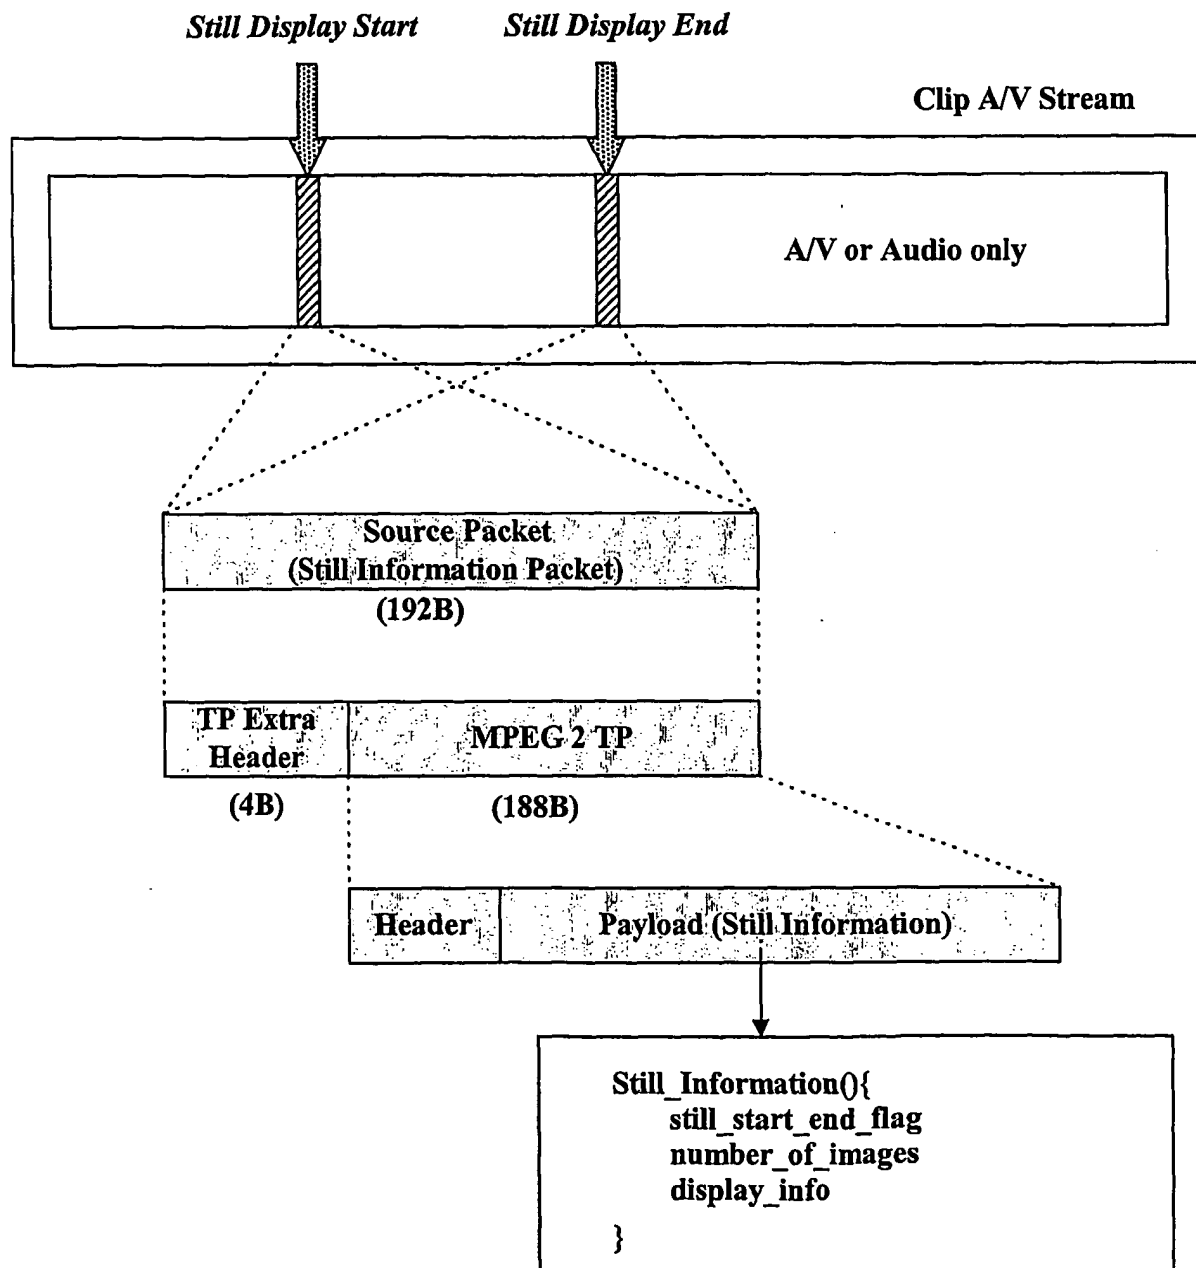 Still Display Start
Still Display End
Clip A/V Stream
A/V or Audio only
Source Packet
(Still Information Packet)
(192B)
TP Extra
Header
MPEG 2 TP
(4B)
(188B)
Header
Payload (Still Information)
Still_Information(){
still_start_end_flag
number_of_images
display_info
}